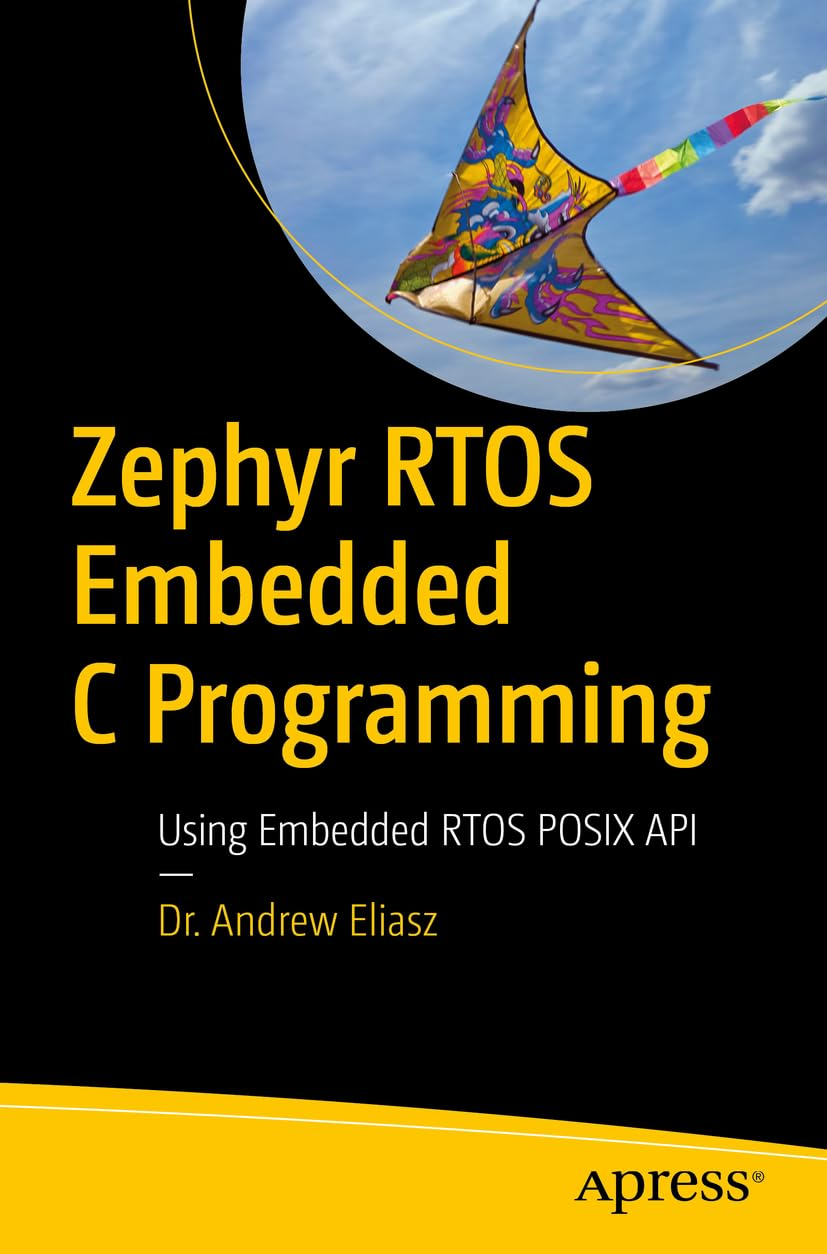 Zephyr RTOS
Embedded
C Programming
Using Embedded RTOS POSIX API
Dr. Andrew Eliasz
Apress®